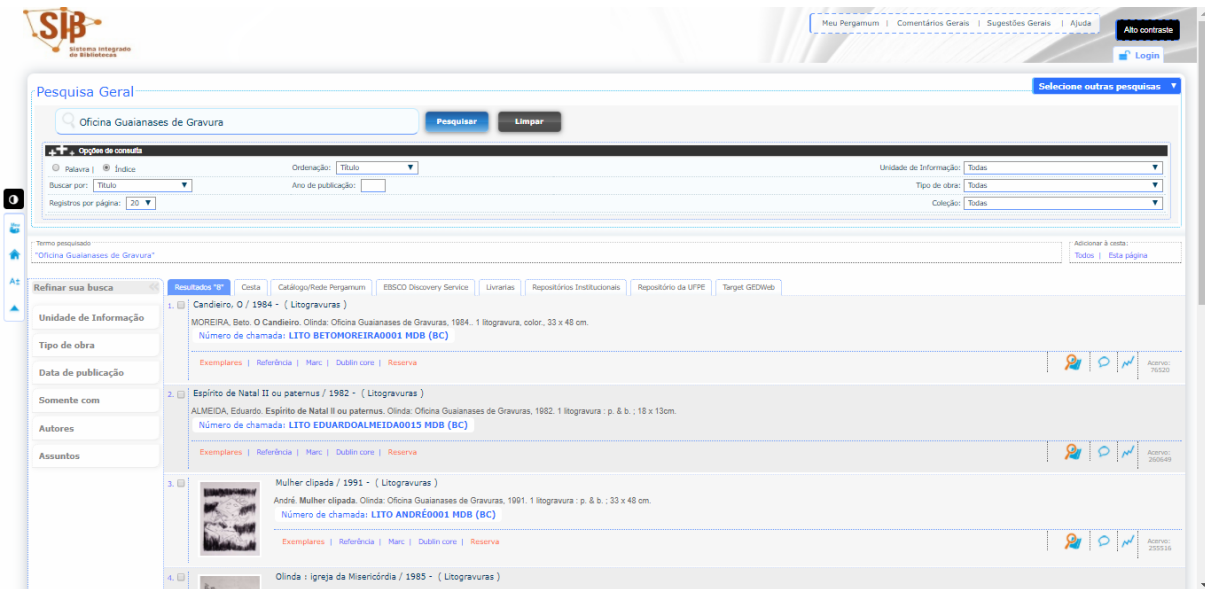 SIB
Sistema Integrado
de Bibliotecas
Meu Pergamum | Comentários Gerais | Sugestões Gerais | Ajuda
Alto contraste
Login
Pesquisa Geral
Selecione outras pesquisas ▼
Oficina Guaianases de Gravura
Pesquisar
Limpar
Opções de consulta
Palavra | Índice
Ordenação: Título
Unidade de Informação: Todas
Buscar por: Título
Ano de publicação:
Tipo de obra: Todas
Registros por página: 20
Coleção: Todas
Termo pesquisado
"Oficina Guaianases de Gravura"
Adicionar à cesta:
Todos | Esta página
Refinar sua busca
Unidade de Informação
Tipo de obra
Data de publicação
Somente com
Autores
Assuntos
Resultados "8"
Cesta
Catálogo/Rede Pergamum
EBSCO Discovery Service
Livrarias
Repositórios Institucionais
Repositório da UFPE
Target GEDWeb
1. Candieiro, O / 1984 - ( Litogravuras )
MOREIRA, Beto. O Candieiro. Olinda: Oficina Guaianases de Gravuras, 1984.. 1 litogravura, color., 33 x 48 cm.
Número de chamada: LITO BETOMOREIRA0001 MDB (BC)
Exemplares | Referência | Marc | Dublin core | Reserva
Acervo:
76520
2. Espírito de Natal II ou paternus / 1982 - ( Litogravuras )
ALMEIDA, Eduardo. Espírito de Natal II ou paternus. Olinda: Oficina Guaianases de Gravuras, 1982. 1 litogravura : p. & b. ; 18 x 13cm.
Número de chamada: LITO EDUARDOALMEIDA0015 MDB (BC)
Exemplares | Referência | Marc | Dublin core | Reserva
Acervo:
260649
3. Mulher clipada / 1991 - ( Litogravuras )
André. Mulher clipada. Olinda: Oficina Guaianases de Gravuras, 1991. 1 litogravura : p. & b. ; 33 x 48 cm.
Número de chamada: LITO ANDRÉ0001 MDB (BC)
Exemplares | Referência | Marc | Dublin core | Reserva
Acervo:
255516
4. Olinda : igreja da Misericórdia / 1985 - ( Litogravuras )